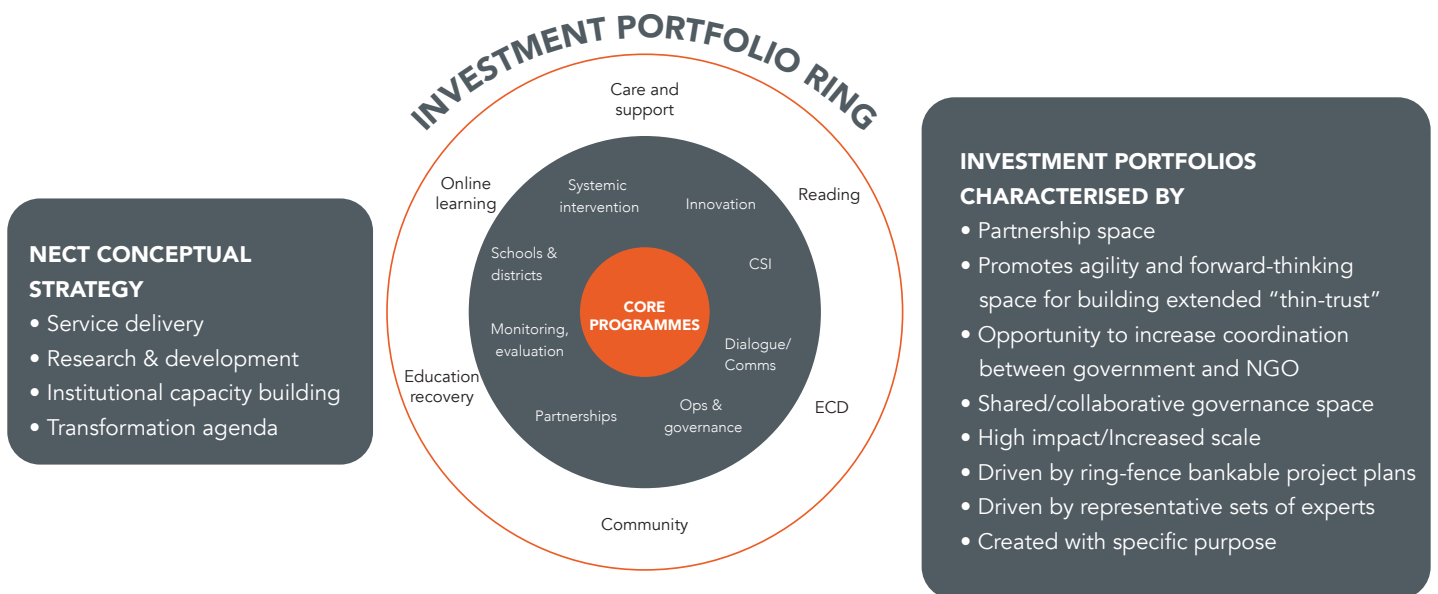 INVESTMENT PORTFOLIO RING
NECT CONCEPTUAL
STRATEGY
• Service delivery
• Research & development
• Institutional capacity building
• Transformation agenda
Care and
support
Online
learning
Reading
Education
recovery
ECD
Community
Systemic
intervention
Innovation
Schools &
districts
CSI
CORE
PROGRAMMES
Monitoring,
evaluation
Dialogue/
Comms
Partnerships
Ops &
governance
INVESTMENT PORTFOLIOS
CHARACTERISED BY
• Partnership space
• Promotes agility and forward-thinking
space for building extended “thin-trust”
• Opportunity to increase coordination
between government and NGO
• Shared/collaborative governance space
• High impact/Increased scale
• Driven by ring-fence bankable project plans
• Driven by representative sets of experts
• Created with specific purpose